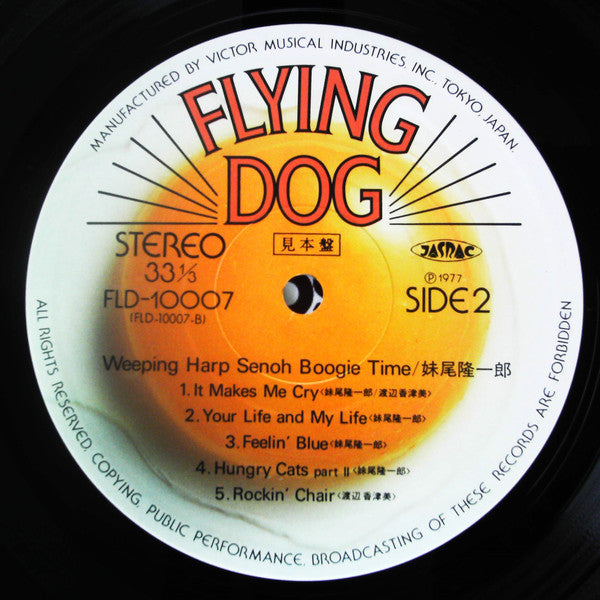 MANUFACTURED BY VICTOR MUSICAL INDUSTRIES, INC., TOKYO, JAPAN.
FLYING
DOG
STEREO
33⅓
FLD-10007
(FLD-10007-B)
見本盤
JASRAC
Ⓟ1977
SIDE 2
Weeping Harp Senoh Boogie Time/妹尾隆一郎
1. It Makes Me Cry〈妹尾隆一郎/渡辺香津美〉
2. Your Life and My Life〈妹尾隆一郎〉
3. Feelin' Blue〈妹尾隆一郎〉
4. Hungry Cats part II〈妹尾隆一郎〉
5. Rockin' Chair〈渡辺香津美〉
ALL RIGHTS RESERVED. COPYING, PUBLIC PERFORMANCE, BROADCASTING OF THESE RECORDS ARE FORBIDDEN